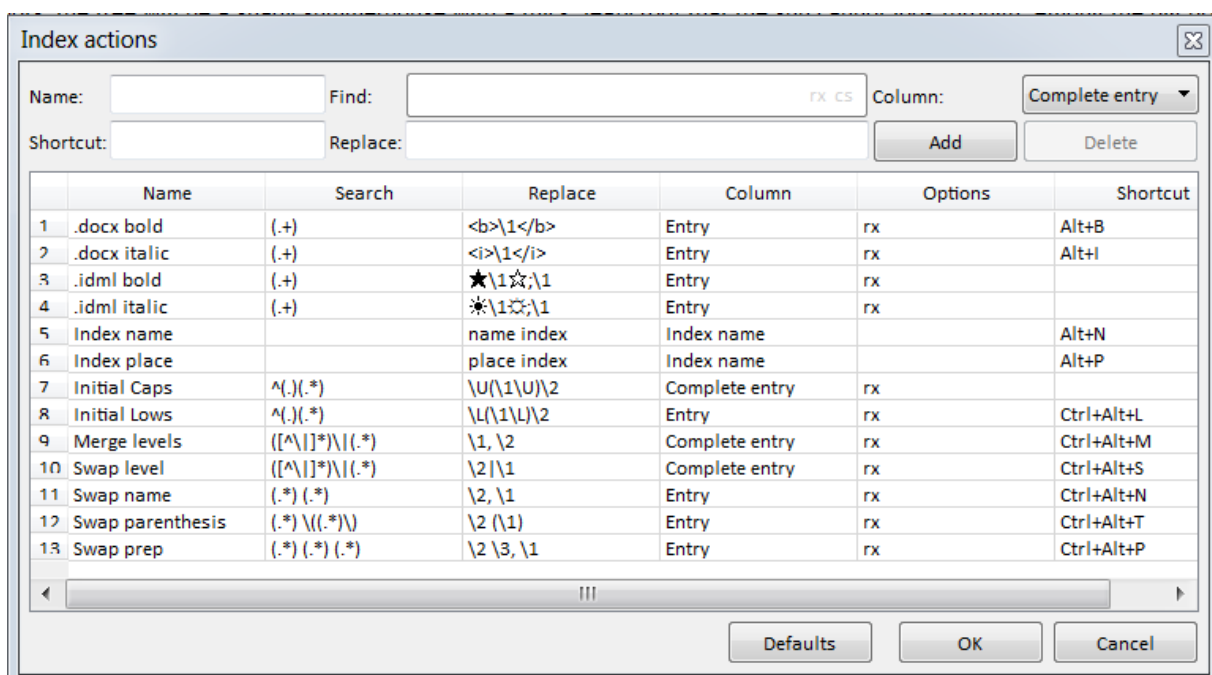 Index actions
Name: Find: rx cs Column: Complete entry
Shortcut: Replace: Add Delete
Name Search Replace Column Options Shortcut
1 .docx bold (.+) <b>\1</b> Entry rx Alt+B
2 .docx italic (.+) <i>\1</i> Entry rx Alt+I
3 .idml bold (.+) ★\1☆;\1 Entry rx
4 .idml italic (.+) ☀\1☼;\1 Entry rx
5 Index name name index Index name Alt+N
6 Index place place index Index name Alt+P
7 Initial Caps ^(.)(.*) \U(\1\U)\2 Complete entry rx
8 Initial Lows ^(.)(.*) \L(\1\L)\2 Entry rx Ctrl+Alt+L
9 Merge levels ([^\|]*)\|(.*) \1, \2 Complete entry rx Ctrl+Alt+M
10 Swap level ([^\|]*)\|(.*) \2|\1 Complete entry rx Ctrl+Alt+S
11 Swap name (.*) (.*) \2, \1 Entry rx Ctrl+Alt+N
12 Swap parenthesis (.*) \((.*)\) \2 (\1) Entry rx Ctrl+Alt+T
13 Swap prep (.*) (.*) (.*) \2 \3, \1 Entry rx Ctrl+Alt+P
Defaults OK Cancel